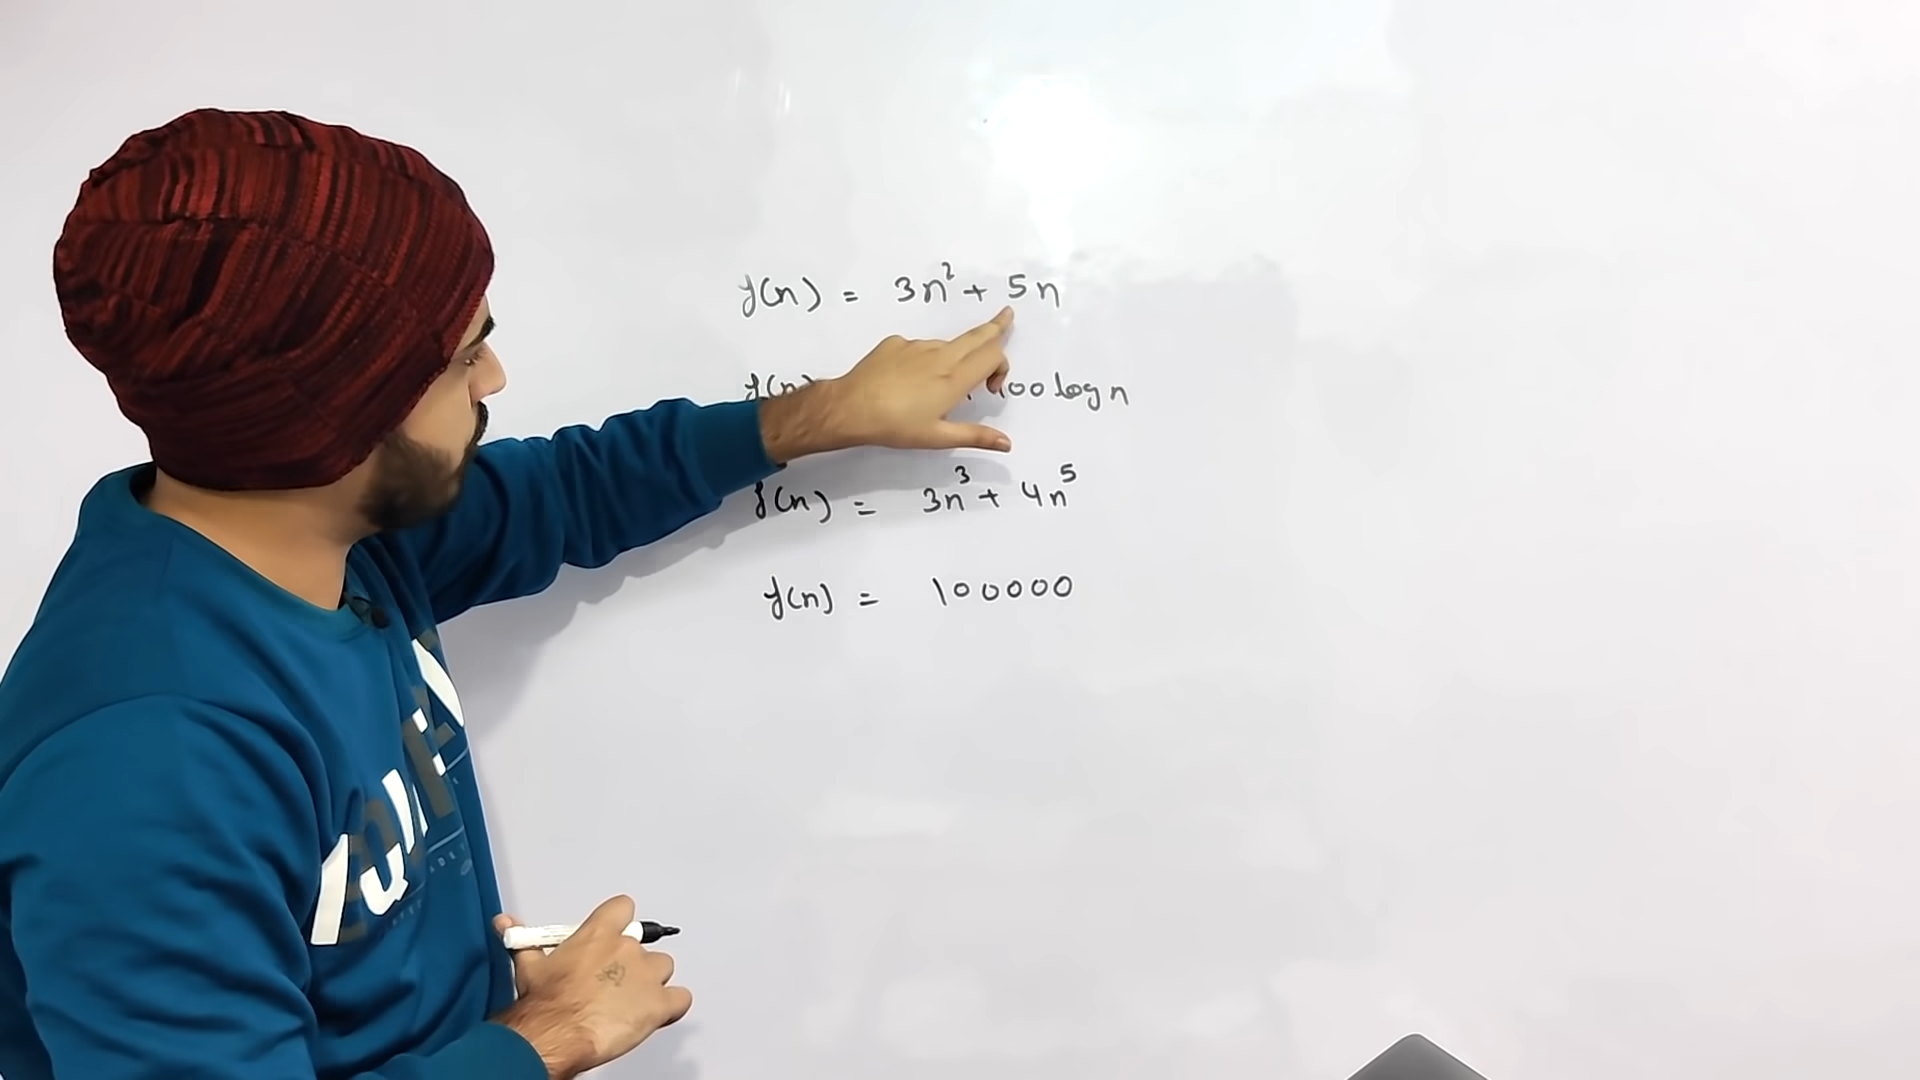 f(n) = 3n² + 5n
f(n) 100 log n
f(n) = 3n³ + 4n⁵
f(n) = 100000